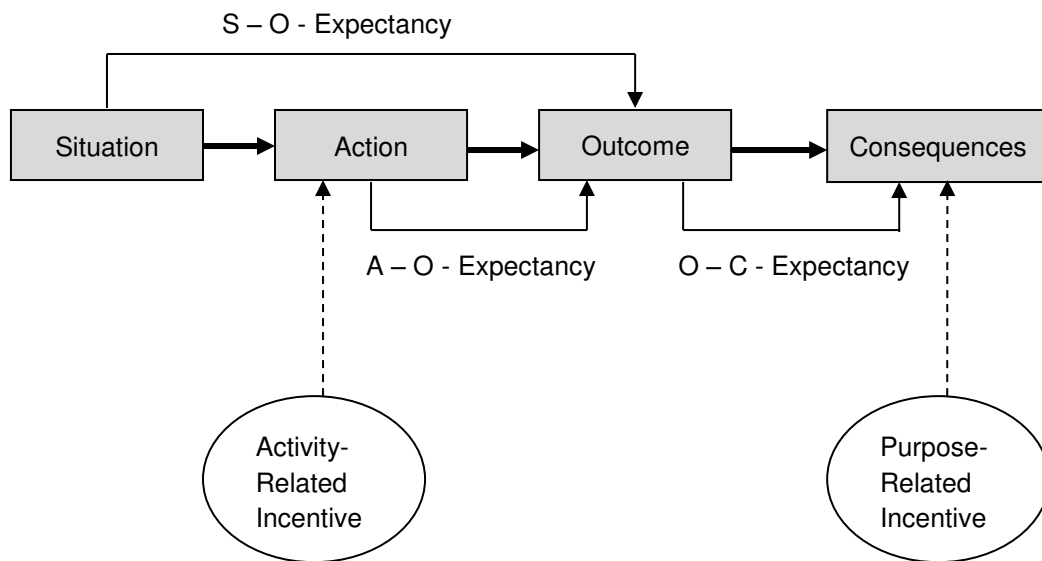 S – O - Expectancy
Situation
Action
Outcome
Consequences
A – O - Expectancy
O – C - Expectancy
Activity-
Related
Incentive
Purpose-
Related
Incentive